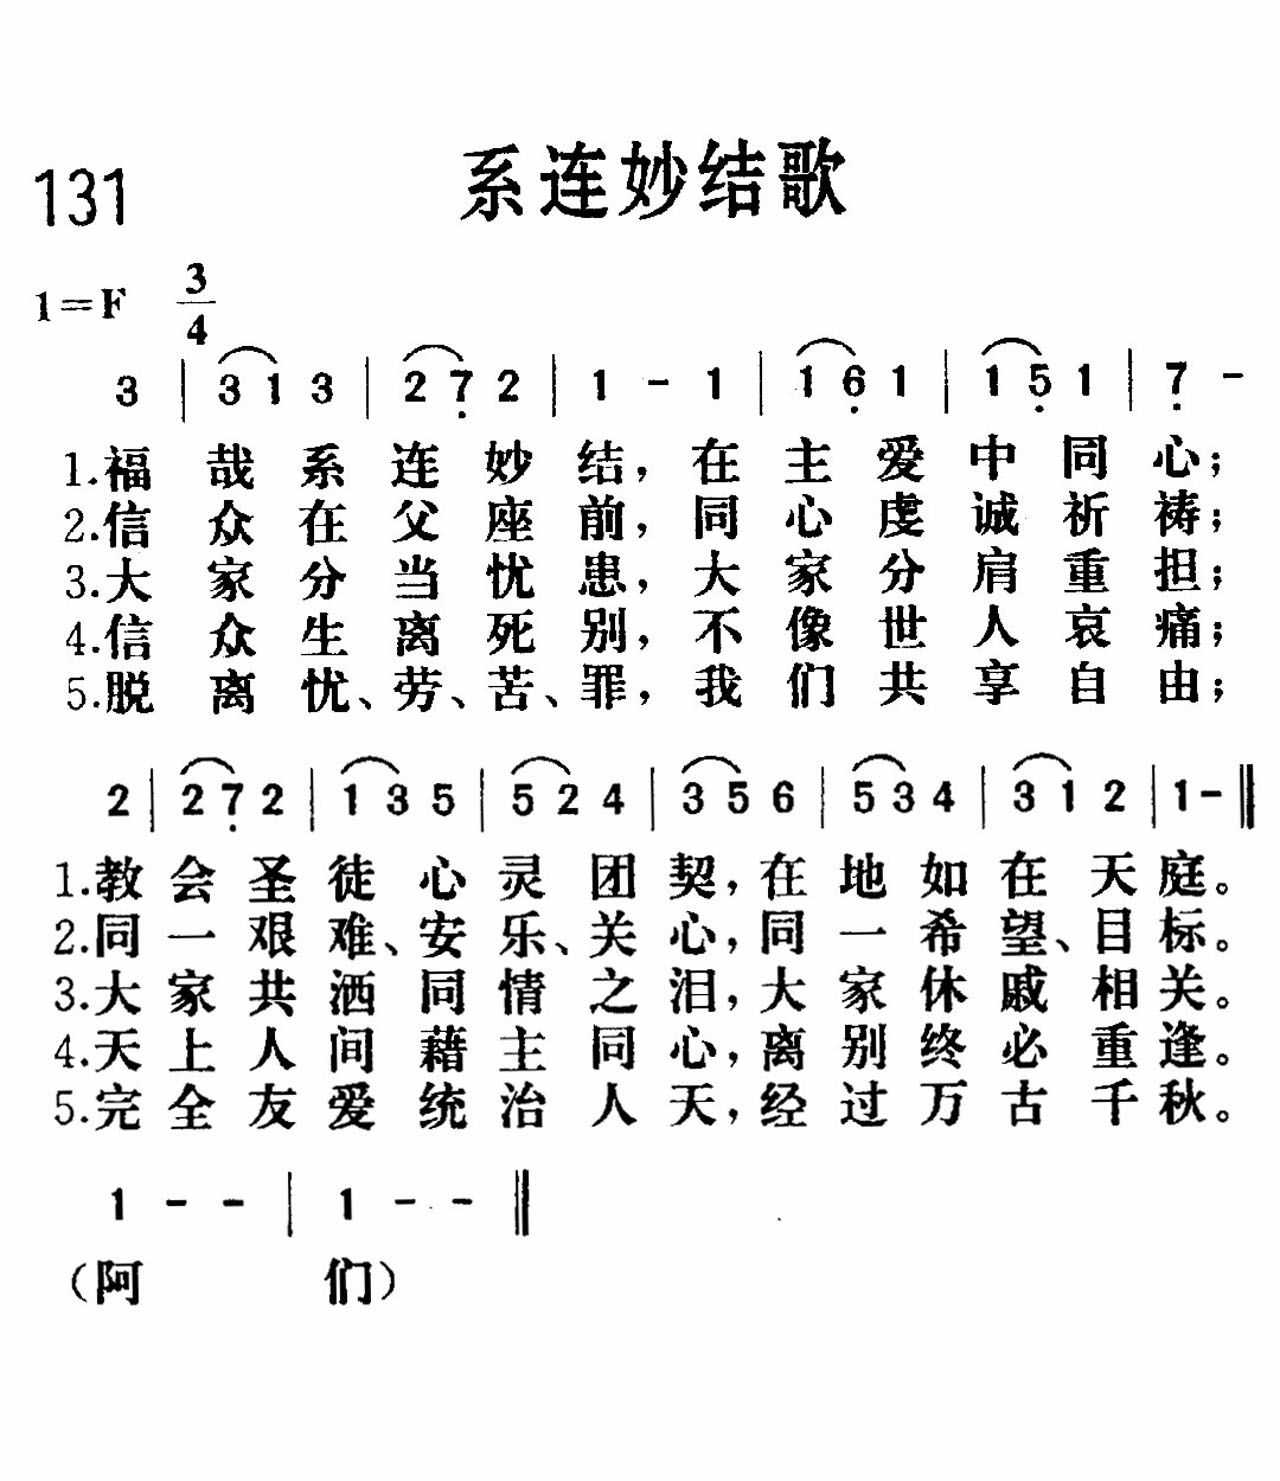 131
系连妙结歌
1=F 3/4
3 | 3 1 3 | 2 7̣ 2 | 1 - 1 | 1 6̣ 1 | 1 5̣ 1 | 7̣ -
1.福哉系连妙结，在主爱中同心；
2.信众在父座前，同心虔诚祈祷；
3.大家分当忧患，大家分肩重担；
4.信众生离死别，不像世人哀痛；
5.脱离忧、劳、苦、罪，我们共享自由；
2 | 2 7̣ 2 | 1 3 5 | 5 2 4 | 3 5 6 | 5 3 4 | 3 1 2 | 1 - ‖
1.教会圣徒心灵团契，在地如在天庭。
2.同一艰难、安乐、关心，同一希望、目标。
3.大家共洒同情之泪，大家休戚相关。
4.天上人间藉主同心，离别终必重逢。
5.完全友爱统治人天，经过万古千秋。
1 - - | 1 - - ‖
（阿 们）